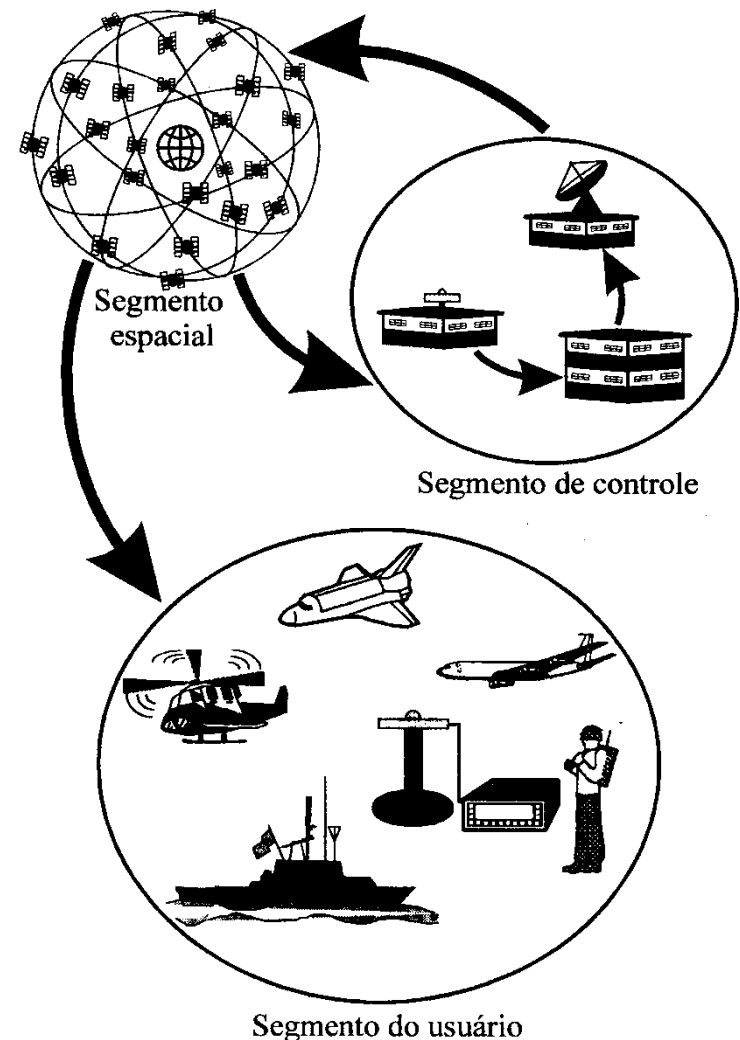 Segmento
espacial
Segmento de controle
Segmento do usuário